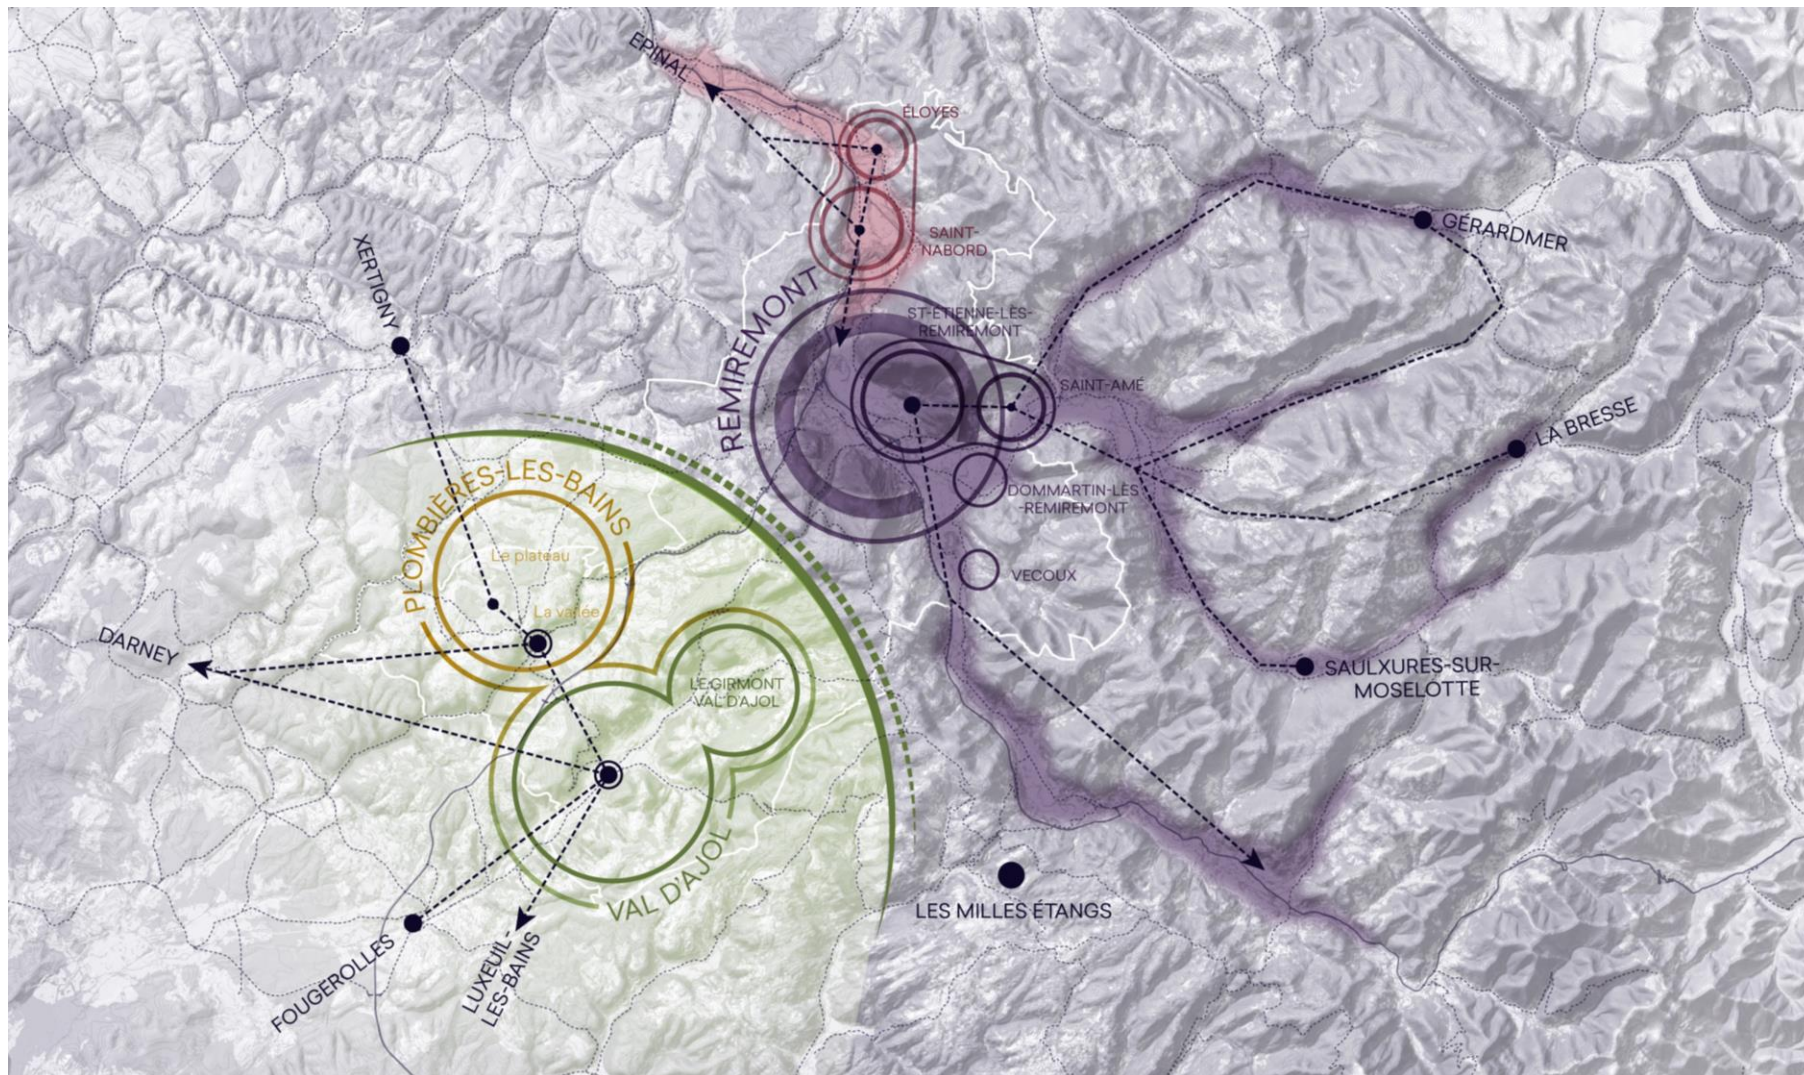 EPINAL
ÉLOYES
SAINT-
NABORD
XERTIGNY
REMIREMONT
ST-ÉTIENNE-LÈS-
REMIREMONT
GÉRARDMER
SAINT-AMÉ
LA BRESSE
DOMMARTIN-LÈS
-REMIREMONT
VECOUX
PLOMBIÈRES-LES-BAINS
Le plateau
La vallée
DARNEY
LE GIRMONT
VAL D'AJOL
SAULXURES-SUR-
MOSELOTTE
VAL D'AJOL
LES MILLES ÉTANGS
FOUGEROLLES
LUXEUIL-
LES-BAINS